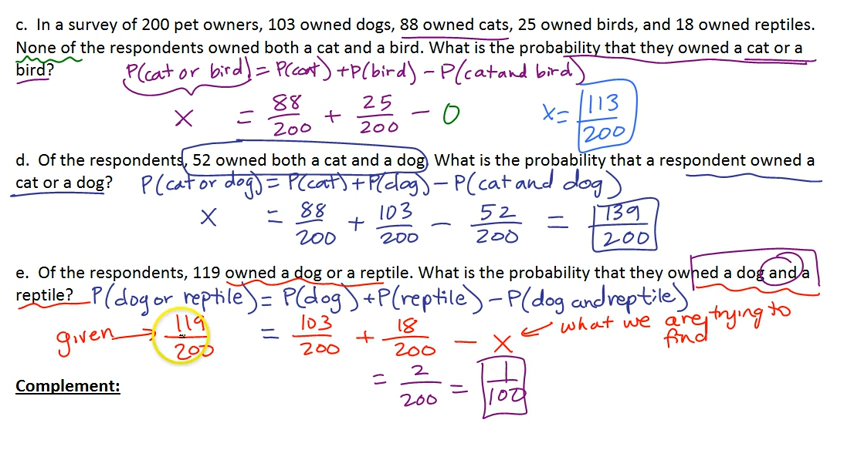 c. In a survey of 200 pet owners, 103 owned dogs, 88 owned cats, 25 owned birds, and 18 owned reptiles.
None of the respondents owned both a cat and a bird. What is the probability that they owned a cat or a
bird? P(cat or bird) = P(cat) + P(bird) - P(cat and bird)
X = 88/200 + 25/200 - 0 X = 113/200
d. Of the respondents, 52 owned both a cat and a dog. What is the probability that a respondent owned a
cat or a dog? P(cat or dog) = P(cat) + P(dog) - P(cat and dog)
X = 88/200 + 103/200 - 52/200 = 139/200
e. Of the respondents, 119 owned a dog or a reptile. What is the probability that they owned a dog and a
reptile? P(dog or reptile) = P(dog) + P(reptile) - P(dog and reptile)
given → 119/200 = 103/200 + 18/200 - X ← what we are trying to find
= 2/200 = 1/100
Complement: